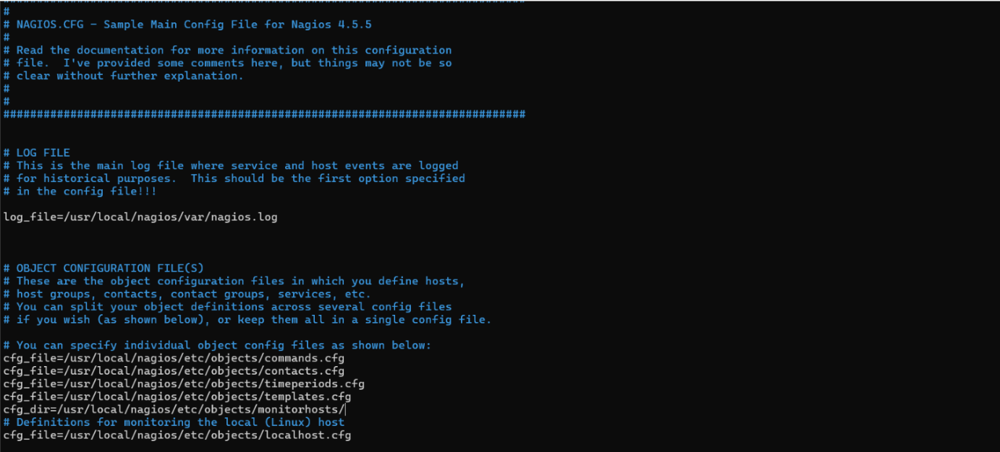 #
# NAGIOS.CFG - Sample Main Config File for Nagios 4.5.5
#
# Read the documentation for more information on this configuration
# file.  I've provided some comments here, but things may not be so
# clear without further explanation.
#
#
##############################################################################
# LOG FILE
# This is the main log file where service and host events are logged
# for historical purposes.  This should be the first option specified
# in the config file!!!
log_file=/usr/local/nagios/var/nagios.log
# OBJECT CONFIGURATION FILE(S)
# These are the object configuration files in which you define hosts,
# host groups, contacts, contact groups, services, etc.
# You can split your object definitions across several config files
# if you wish (as shown below), or keep them all in a single config file.
# You can specify individual object config files as shown below:
cfg_file=/usr/local/nagios/etc/objects/commands.cfg
cfg_file=/usr/local/nagios/etc/objects/contacts.cfg
cfg_file=/usr/local/nagios/etc/objects/timeperiods.cfg
cfg_file=/usr/local/nagios/etc/objects/templates.cfg
cfg_dir=/usr/local/nagios/etc/objects/monitorhosts/
# Definitions for monitoring the local (Linux) host
cfg_file=/usr/local/nagios/etc/objects/localhost.cfg